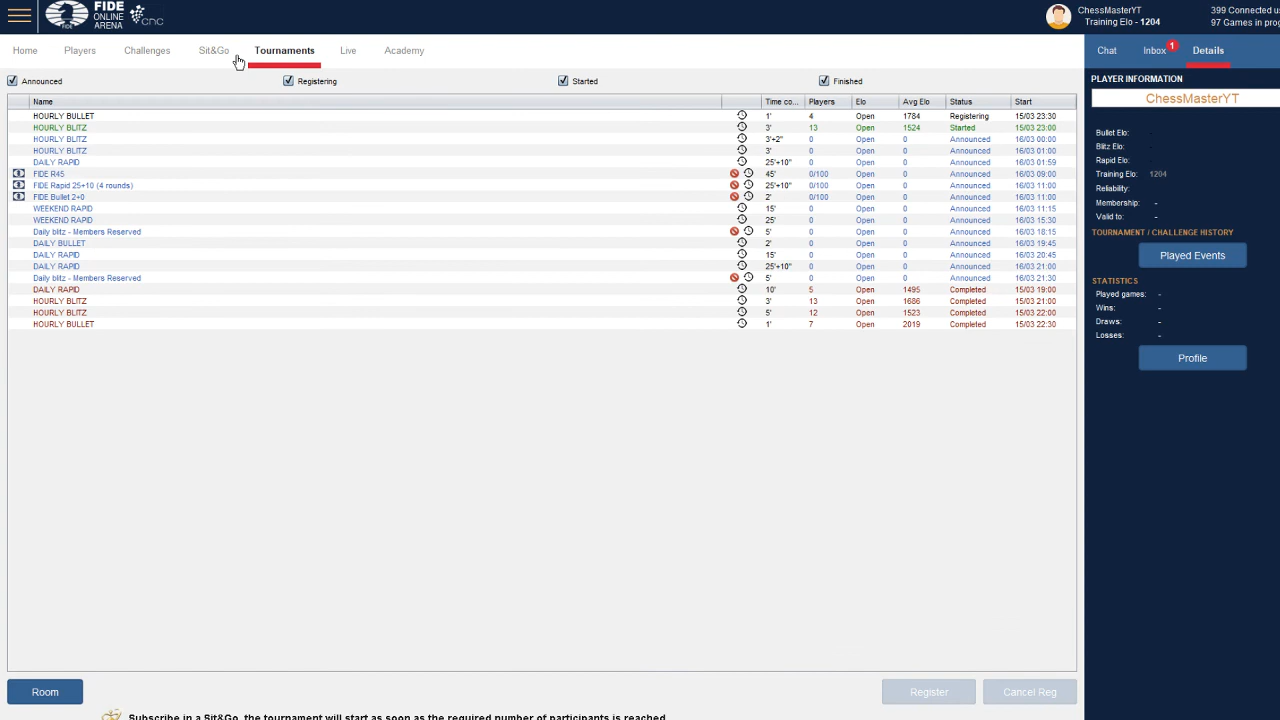 FIDE ONLINE ARENA cnc
ChessMasterYT
Training Elo - 1204
399 Connected us
97 Games in prog
Home Players Challenges Sit&Go Tournaments Live Academy
Chat Inbox 1 Details
Announced Registering Started Finished
Name Time co... Players Elo Avg Elo Status Start
HOURLY BULLET 1' 4 Open 1784 Registering 15/03 23:30
HOURLY BLITZ 3' 13 Open 1524 Started 15/03 23:00
HOURLY BLITZ 3'+2" 0 Open 0 Announced 16/03 00:00
HOURLY BLITZ 3' 0 Open 0 Announced 16/03 01:00
DAILY RAPID 25'+10" 0 Open 0 Announced 16/03 01:59
FIDE R45 45' 0/100 Open 0 Announced 16/03 09:00
FIDE Rapid 25+10 (4 rounds) 25'+10" 0/100 Open 0 Announced 16/03 11:00
FIDE Bullet 2+0 2' 0/100 Open 0 Announced 16/03 11:00
WEEKEND RAPID 15' 0 Open 0 Announced 16/03 11:15
WEEKEND RAPID 25' 0 Open 0 Announced 16/03 15:30
Daily blitz - Members Reserved 5' 0 Open 0 Announced 16/03 18:15
DAILY BULLET 2' 0 Open 0 Announced 16/03 19:45
DAILY RAPID 15' 0 Open 0 Announced 16/03 20:45
DAILY RAPID 25'+10" 0 Open 0 Announced 16/03 21:00
Daily blitz - Members Reserved 5' 0 Open 0 Announced 16/03 21:30
DAILY RAPID 10' 5 Open 1495 Completed 15/03 19:00
HOURLY BLITZ 3' 13 Open 1686 Completed 15/03 21:00
HOURLY BLITZ 5' 12 Open 1523 Completed 15/03 22:00
HOURLY BULLET 1' 7 Open 2019 Completed 15/03 22:30
PLAYER INFORMATION
ChessMasterYT
Bullet Elo: -
Blitz Elo: -
Rapid Elo: -
Training Elo: 1204
Reliability:
Membership: -
Valid to: -
TOURNAMENT / CHALLENGE HISTORY
Played Events
STATISTICS
Played games: -
Wins: -
Draws: -
Losses: -
Profile
Room Register Cancel Reg
Subscribe in a Sit&Go, the tournament will start as soon as the required number of participants is reached